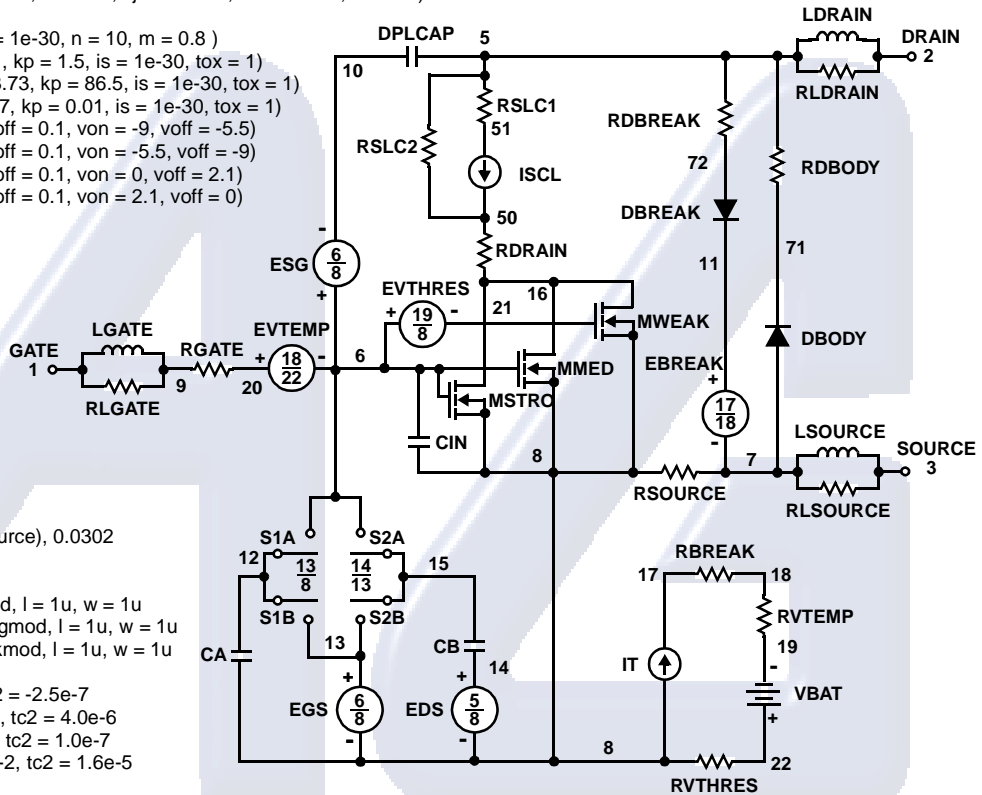 = 1e-30, n = 10, m = 0.8 )
, kp = 1.5, is = 1e-30, tox = 1)
.73, kp = 86.5, is = 1e-30, tox = 1)
7, kp = 0.01, is = 1e-30, tox = 1)
off = 0.1, von = -9, voff = -5.5)
off = 0.1, von = -5.5, voff = -9)
off = 0.1, von = 0, voff = 2.1)
off = 0.1, von = 2.1, voff = 0)
LDRAIN
DPLCAP 5 DRAIN
10 2
RLDRAIN
RSLC1
RDBREAK
51
RSLC2
72 RDBODY
ISCL
DBREAK
50
RDRAIN
71
ESG 6 8
11
EVTHRES
16
21
19 8
MWEAK
LGATE EVTEMP
DBODY
GATE RGATE
EBREAK
1 18 22 6
MMED
9 20
MSTRO
RLGATE
17 18
LSOURCE
CIN
SOURCE
8 7
3
RSOURCE
RLSOURCE
urce), 0.0302
S1A S2A
RBREAK
12 13 8 14 13 15
17 18
d, l = 1u, w = 1u
S1B S2B
RVTEMP
gmod, l = 1u, w = 1u
13
CB
19
kmod, l = 1u, w = 1u
CA
14
IT
VBAT
2 = -2.5e-7
EGS 6 8 EDS 5 8
, tc2 = 4.0e-6
tc2 = 1.0e-7
8
22
-2, tc2 = 1.6e-5
RVTHRES